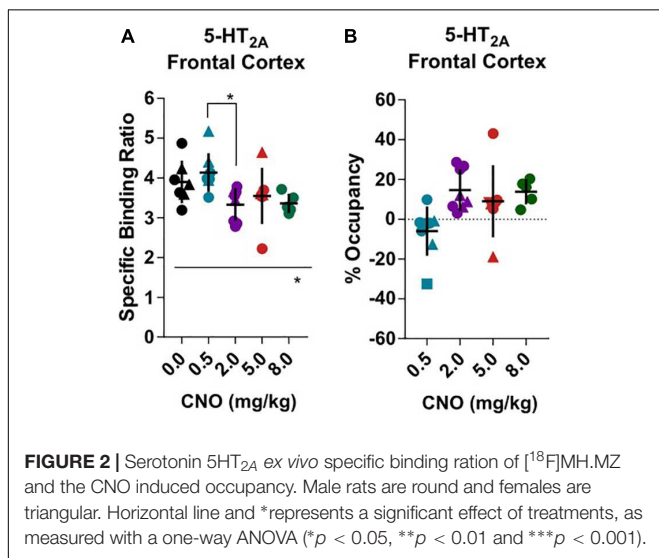 A
5-HT2A
Frontal Cortex
Specific Binding Ratio
6
5
4
3
2
1
0
*
*
0.0
0.5
2.0
5.0
8.0
CNO (mg/kg)
B
5-HT2A
Frontal Cortex
% Occupancy
60
40
20
0
-20
-40
-60
0.5
2.0
5.0
8.0
CNO (mg/kg)
FIGURE 2 | Serotonin 5HT2A ex vivo specific binding ration of [18F]MH.MZ
and the CNO induced occupancy. Male rats are round and females are
triangular. Horizontal line and *represents a significant effect of treatments, as
measured with a one-way ANOVA (*p < 0.05, **p < 0.01 and ***p < 0.001).